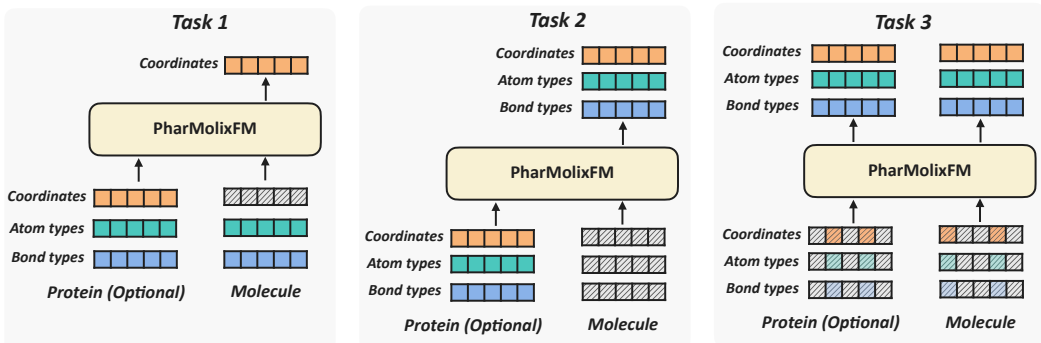 Task 1
Coordinates
PharMolixFM
Coordinates
Atom types
Bond types
Protein (Optional)
Molecule
Task 2
Coordinates
Atom types
Bond types
PharMolixFM
Coordinates
Atom types
Bond types
Protein (Optional)
Molecule
Task 3
Coordinates
Atom types
Bond types
PharMolixFM
Coordinates
Atom types
Bond types
Protein (Optional)
Molecule